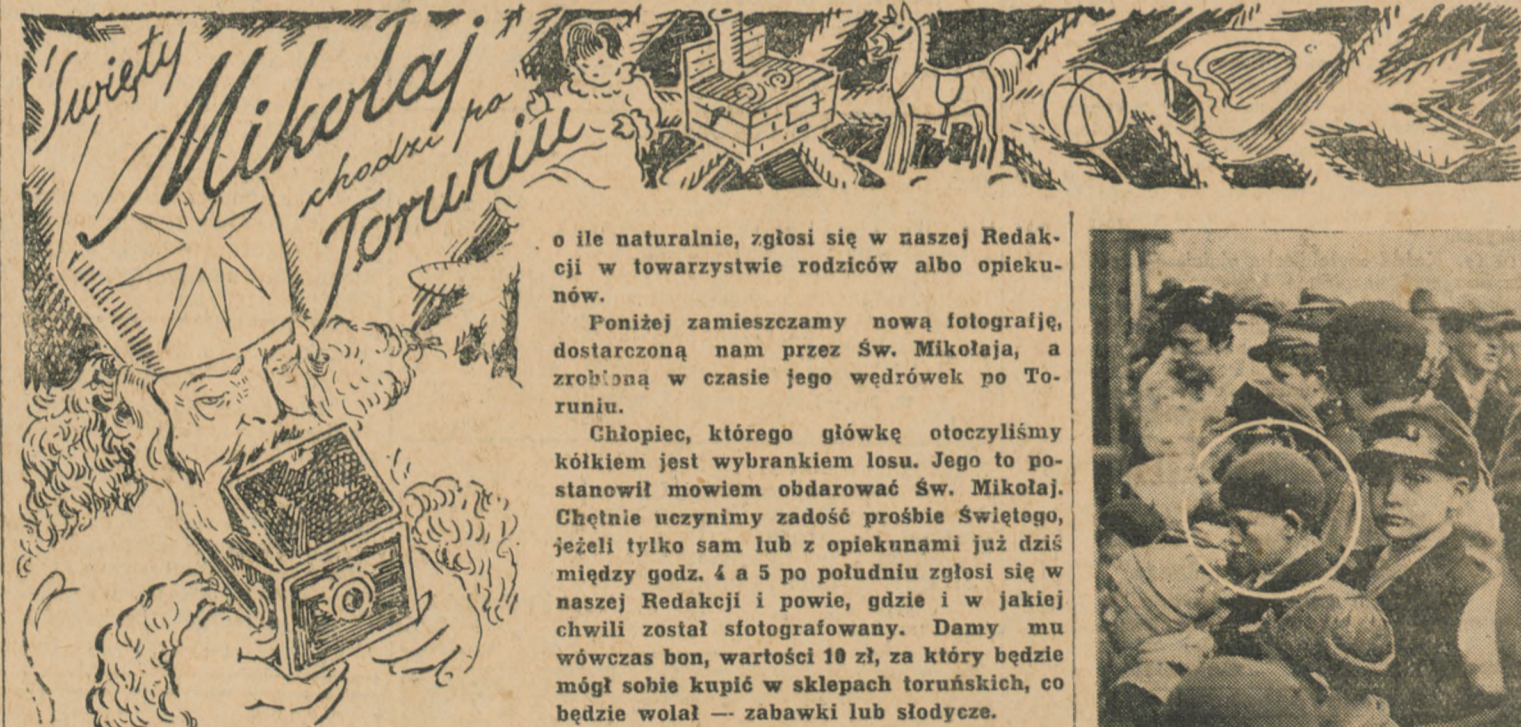 Święty
Mikołaj
chodzi po
Toruniu
o ile naturalnie, zgłosi się w naszej Redak-
cji w towarzystwie rodziców albo opieku-
nów.
Poniżej zamieszczamy nową fotografję,
dostarczoną nam przez Św. Mikołaja, a
zrobioną w czasie jego wędrówek po To-
runiu.
Chłopiec, którego główkę otoczyliśmy
kółkiem jest wybrankiem losu. Jego to po-
stanowił mowiem obdarować Św. Mikołaj.
Chętnie uczynimy zadość prośbie Świętego,
jeżeli tylko sam lub z opiekunami już dziś
między godz. 4 a 5 po południu zgłosi się w
naszej Redakcji i powie, gdzie i w jakiej
chwili został sfotografowany. Damy mu
wówczas bon, wartości 10 zł, za który będzie
mógł sobie kupić w sklepach toruńskich, co
będzie wolał — zabawki lub słodycze.